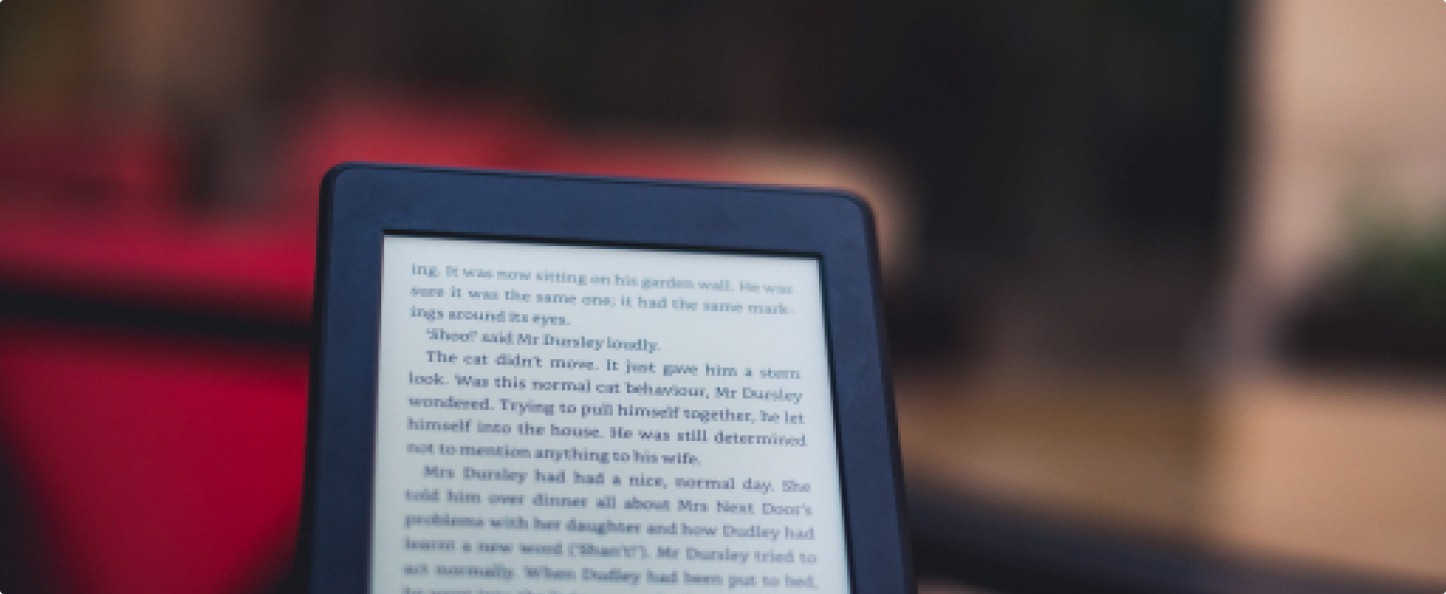 ing. It was now sitting on his garden wall. He was
sure it was the same one; it had the same mark-
ings around its eyes.
‘Shoo!’ said Mr Dursley loudly.
The cat didn’t move. It just gave him a stern
look. Was this normal cat behaviour, Mr Dursley
wondered. Trying to pull himself together, he let
himself into the house. He was still determined
not to mention anything to his wife.
Mrs Dursley had had a nice, normal day. She
told him over dinner all about Mrs Next Door’s
problems with her daughter and how Dudley had
learnt a new word (‘Shan’t!’). Mr Dursley tried to
act normally. When Dudley had been put to bed,